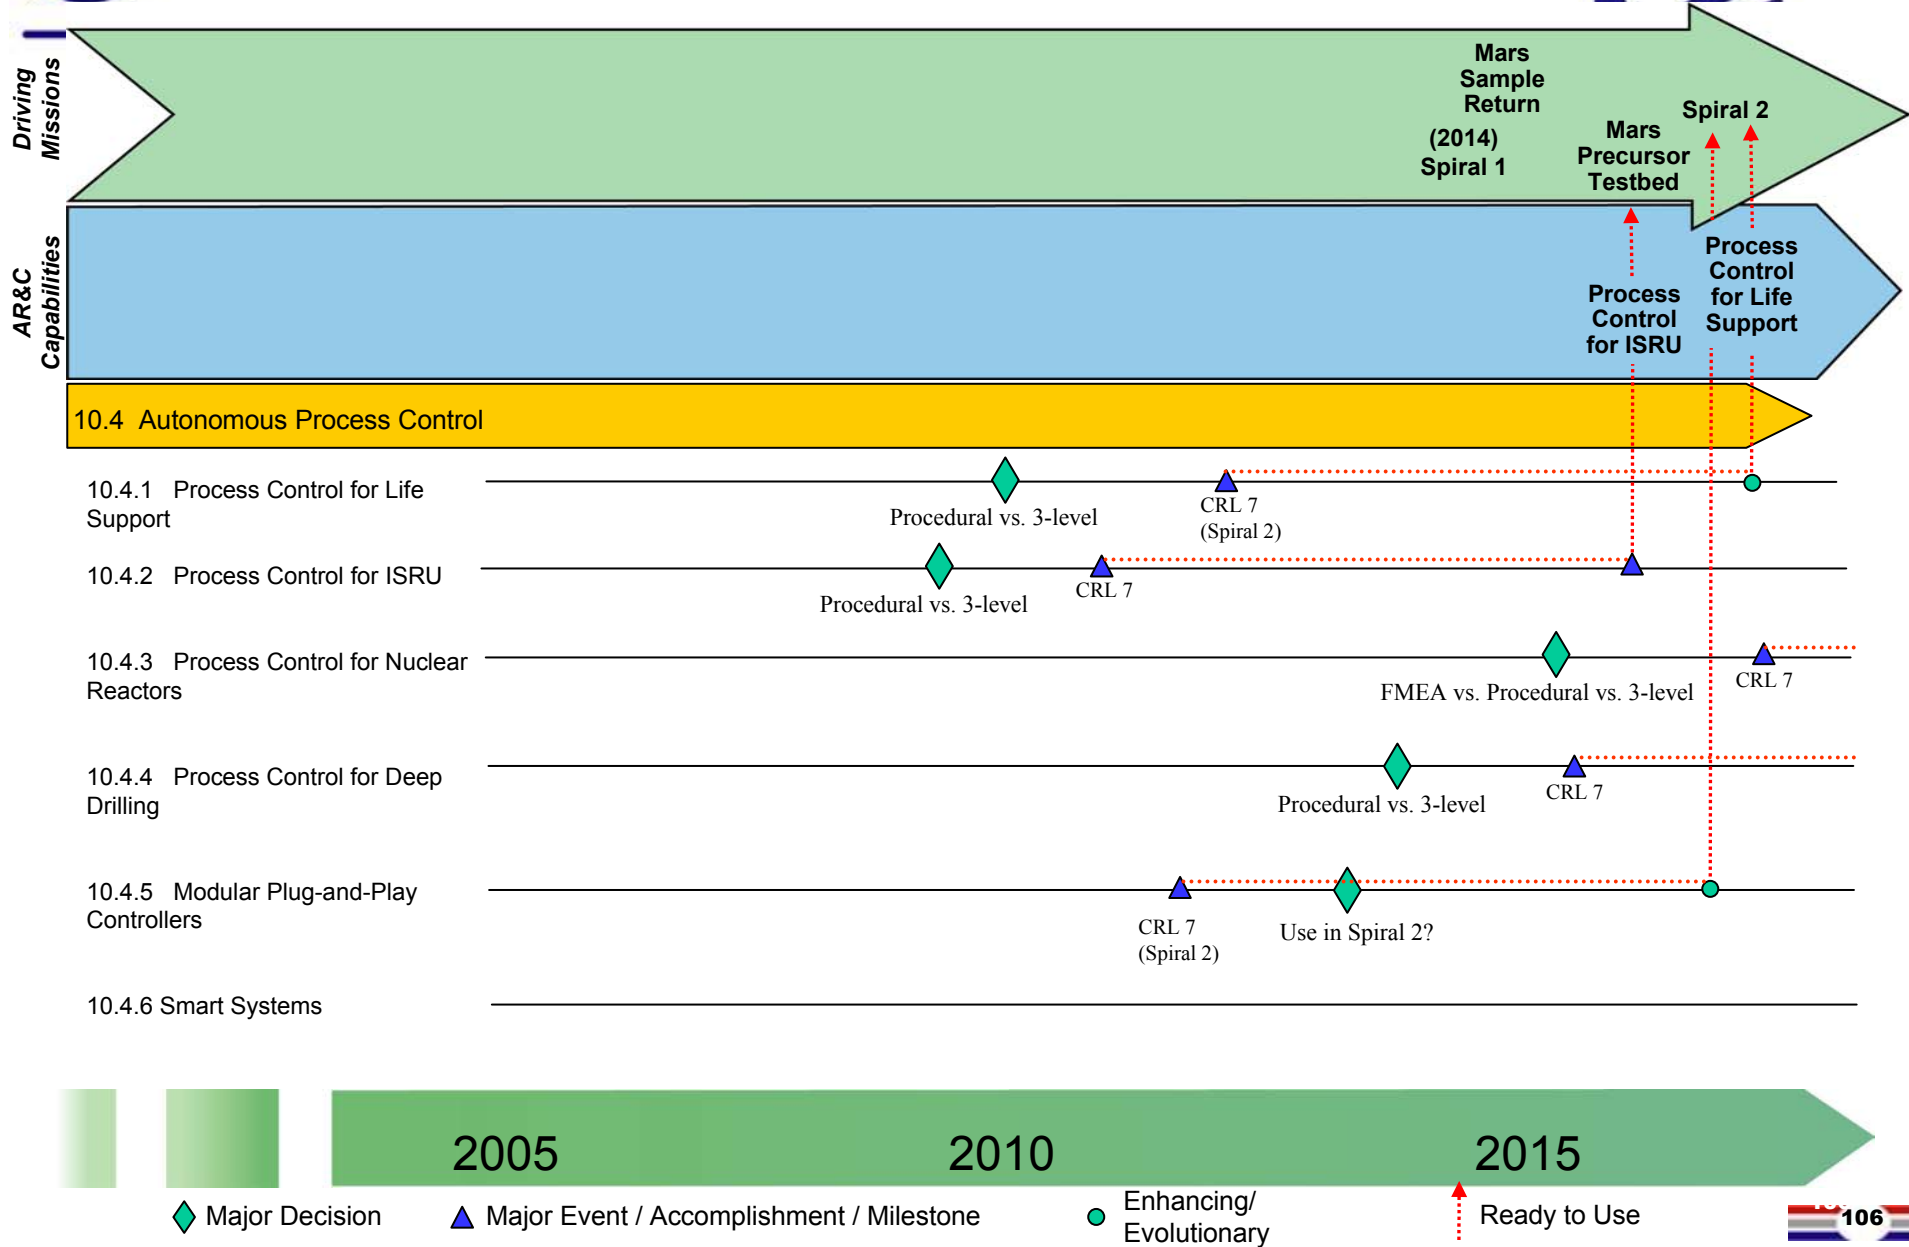 Driving
Missions
Mars
Sample
Return
(2014)
Spiral 1
Mars
Precursor
Testbed
Spiral 2
AR&C
Capabilities
Process
Control
for ISRU
Process
Control
for Life
Support
10.4 Autonomous Process Control
10.4.1 Process Control for Life
Support
Procedural vs. 3-level
CRL 7
(Spiral 2)
10.4.2 Process Control for ISRU
Procedural vs. 3-level
CRL 7
10.4.3 Process Control for Nuclear
Reactors
FMEA vs. Procedural vs. 3-level
CRL 7
10.4.4 Process Control for Deep
Drilling
Procedural vs. 3-level
CRL 7
10.4.5 Modular Plug-and-Play
Controllers
CRL 7
(Spiral 2)
Use in Spiral 2?
10.4.6 Smart Systems
2005
2010
2015
Major Decision
Major Event / Accomplishment / Milestone
Enhancing/
Evolutionary
Ready to Use
106